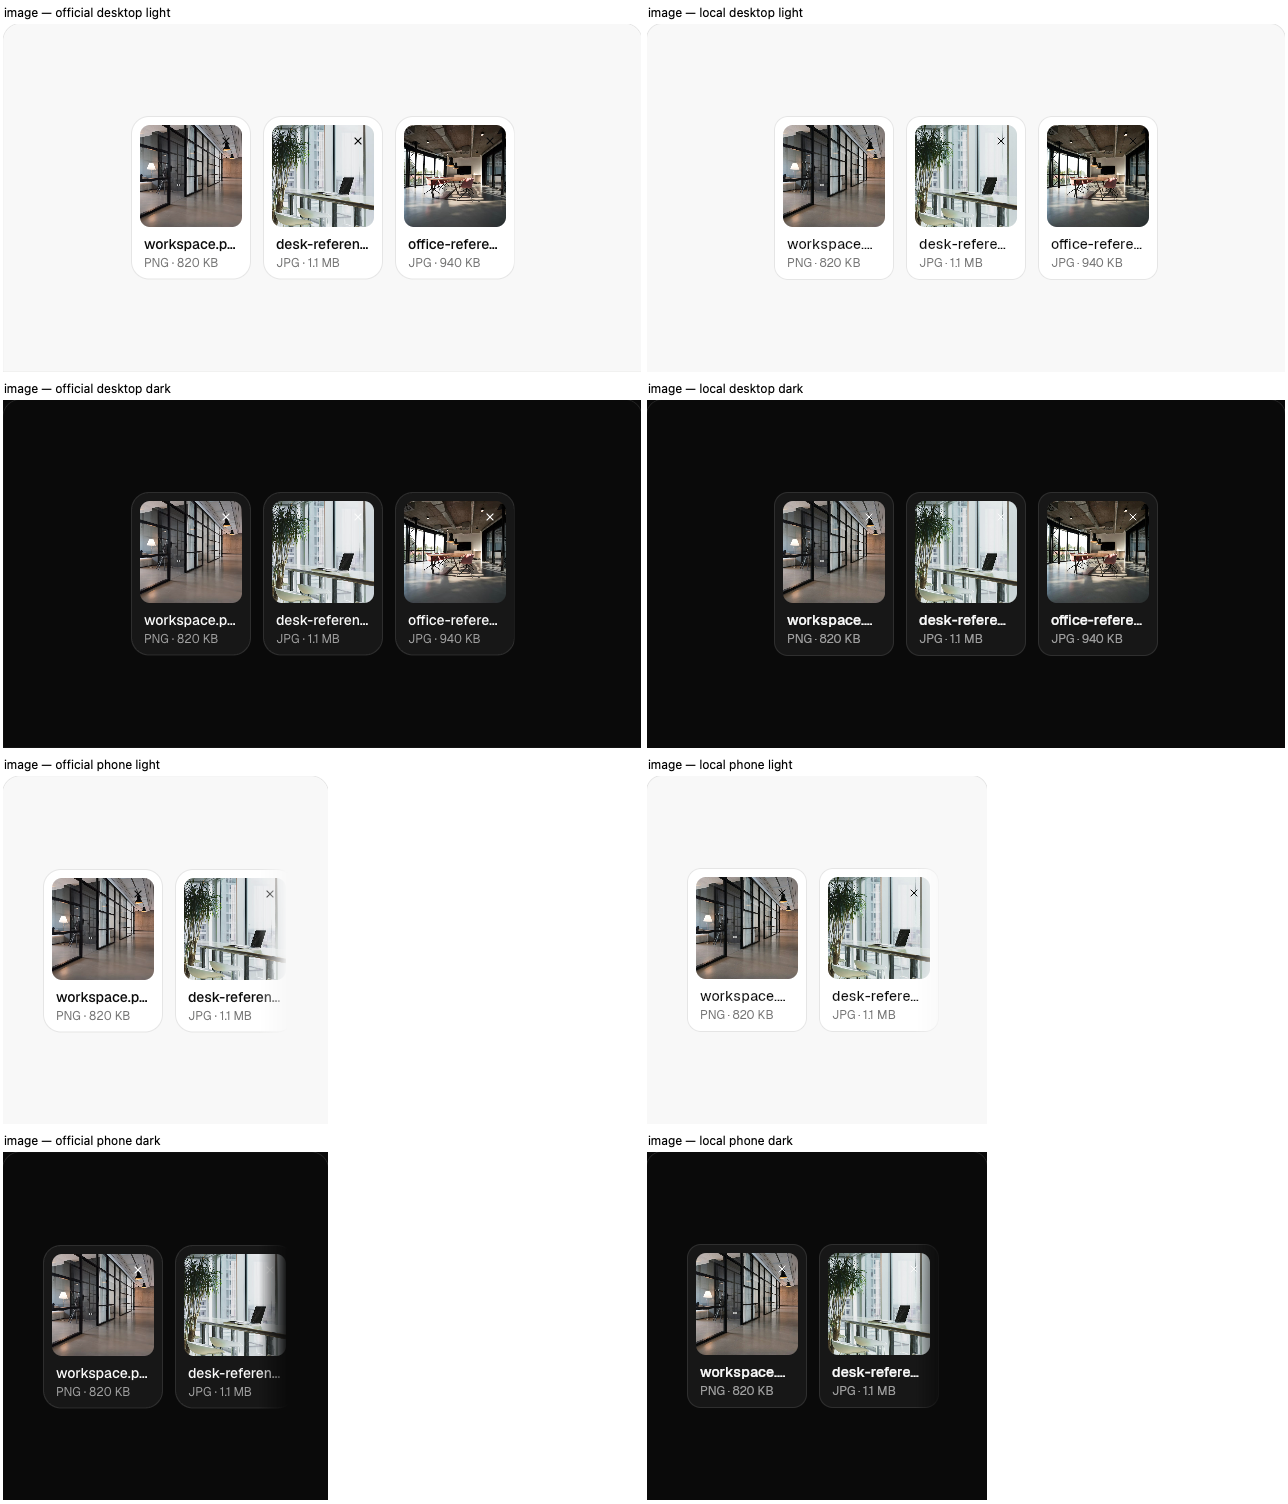 image — official desktop light
image — local desktop light
workspace.p...
desk-referen...
office-refere...
PNG · 820 KB
JPG · 1.1 MB
JPG · 940 KB
workspace....
desk-refere...
office-refere...
PNG · 820 KB
JPG · 1.1 MB
JPG · 940 KB
image — official desktop dark
image — local desktop dark
workspace.p...
desk-referen...
office-refere...
PNG · 820 KB
JPG · 1.1 MB
JPG · 940 KB
workspace....
desk-refere...
office-refere...
PNG · 820 KB
JPG · 1.1 MB
JPG · 940 KB
image — official phone light
image — local phone light
workspace.p...
desk-referen...
PNG · 820 KB
JPG · 1.1 MB
workspace....
desk-refere...
PNG · 820 KB
JPG · 1.1 MB
image — official phone dark
image — local phone dark
workspace.p...
desk-referen...
PNG · 820 KB
JPG · 1.1 MB
workspace....
desk-refere...
PNG · 820 KB
JPG · 1.1 MB